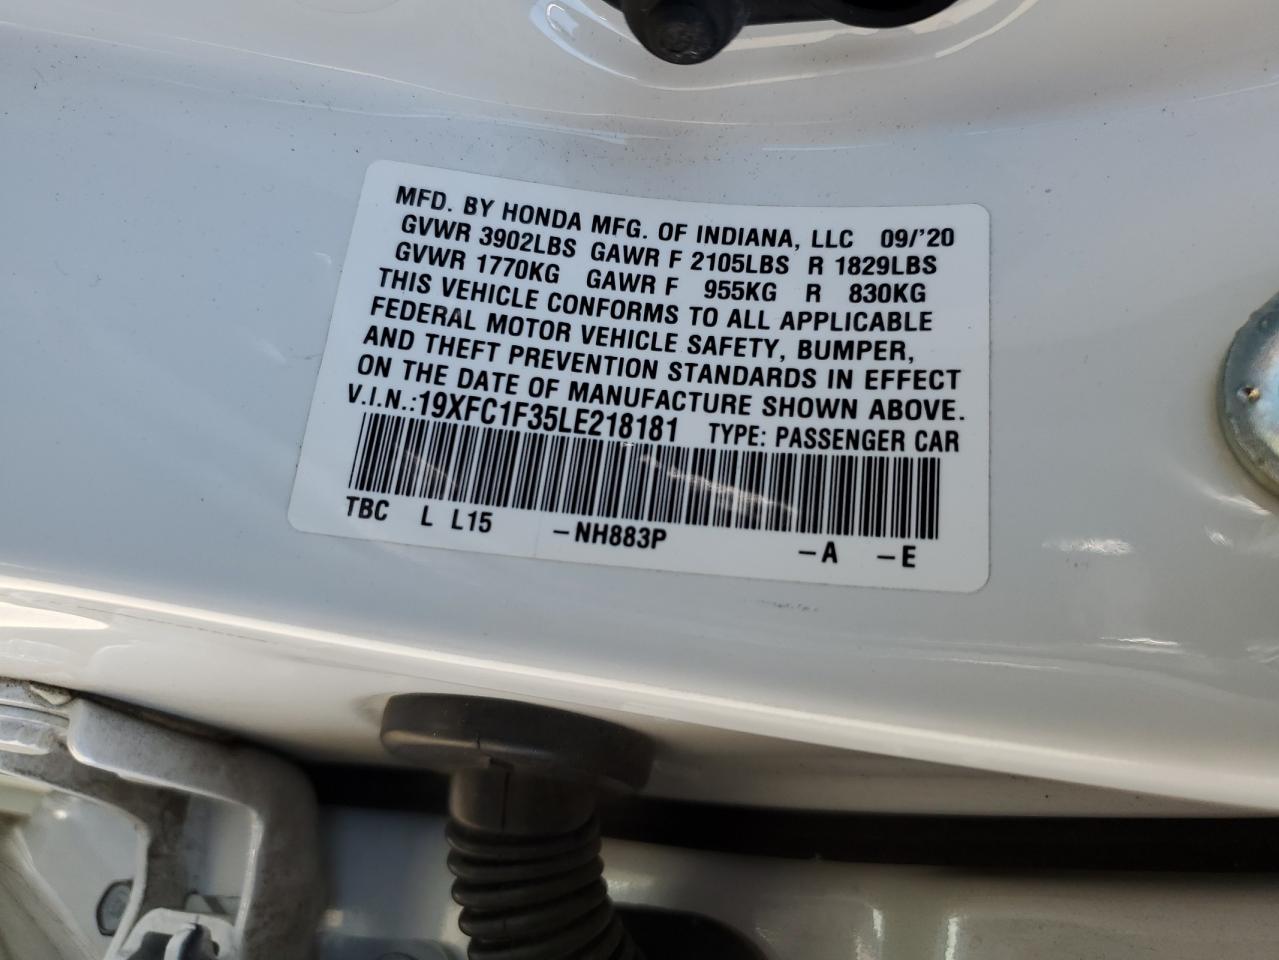 MFD. BY HONDA MFG. OF INDIANA, LLC 09/'20
GVWR 3902LBS GAWR F 2105LBS R 1829LBS
GVWR 1770KG GAWR F 955KG R 830KG
THIS VEHICLE CONFORMS TO ALL APPLICABLE
FEDERAL MOTOR VEHICLE SAFETY, BUMPER,
AND THEFT PREVENTION STANDARDS IN EFFECT
ON THE DATE OF MANUFACTURE SHOWN ABOVE.
V.I.N.:19XFC1F35LE218181 TYPE: PASSENGER CAR
TBC L L15 -NH883P -A -E